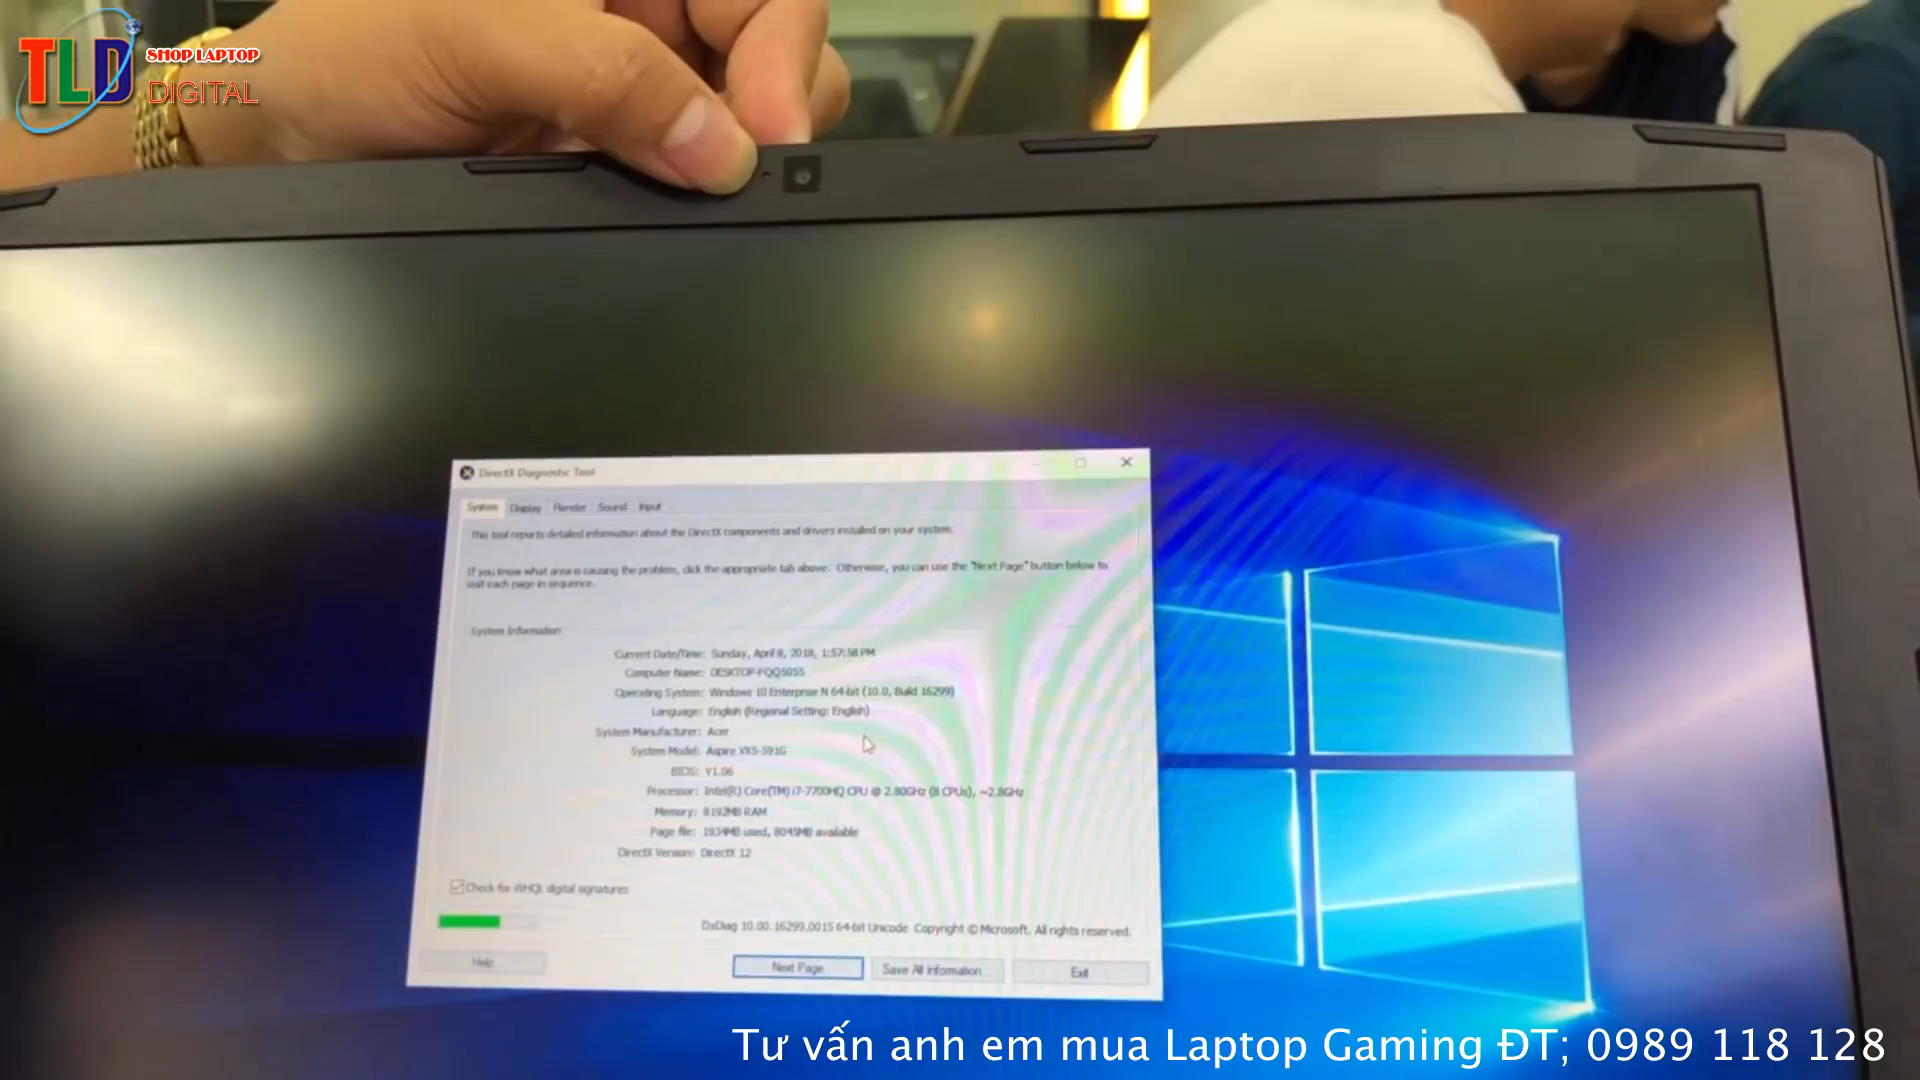 TLD SHOP LAPTOP
DIGITAL
DirectX Diagnostic Tool
System Display Render Sound Input
This tool reports detailed information about the DirectX components and drivers installed on your system.
If you know what area is causing the problem, click the appropriate tab above. Otherwise, you can use the "Next Page" button below to
visit each page in sequence.
System Information
Current Date/Time: Sunday, April 8, 2018, 1:57:58 PM
Computer Name: DESKTOP-FQQ5055
Operating System: Windows 10 Enterprise N 64-bit (10.0, Build 16299)
Language: English (Regional Setting: English)
System Manufacturer: Acer
System Model: Aspire VX5-591G
BIOS: V1.06
Processor: Intel(R) Core(TM) i7-7700HQ CPU @ 2.80GHz (8 CPUs), ~2.8GHz
Memory: 8192MB RAM
Page file: 1934MB used, 8045MB available
DirectX Version: DirectX 12
Check for WHQL digital signatures
DxDiag 10.00.16299.0015 64-bit Unicode Copyright © Microsoft. All rights reserved.
Help Next Page Save All Information... Exit
Tư vấn anh em mua Laptop Gaming ĐT; 0989 118 128